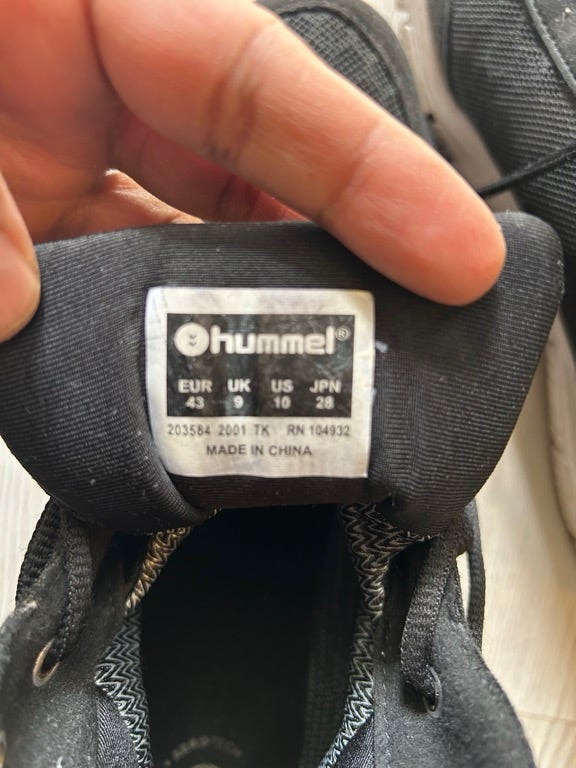 hummel®
EUR UK US JPN
43 9 10 28
203584 2001 TK RN 104932
MADE IN CHINA